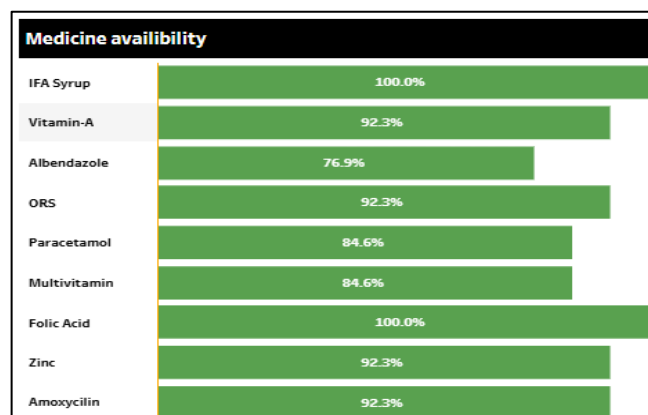 Medicine availibility
IFA Syrup 100.0%
Vitamin-A 92.3%
Albendazole 76.9%
ORS 92.3%
Paracetamol 84.6%
Multivitamin 84.6%
Folic Acid 100.0%
Zinc 92.3%
Amoxycilin 92.3%